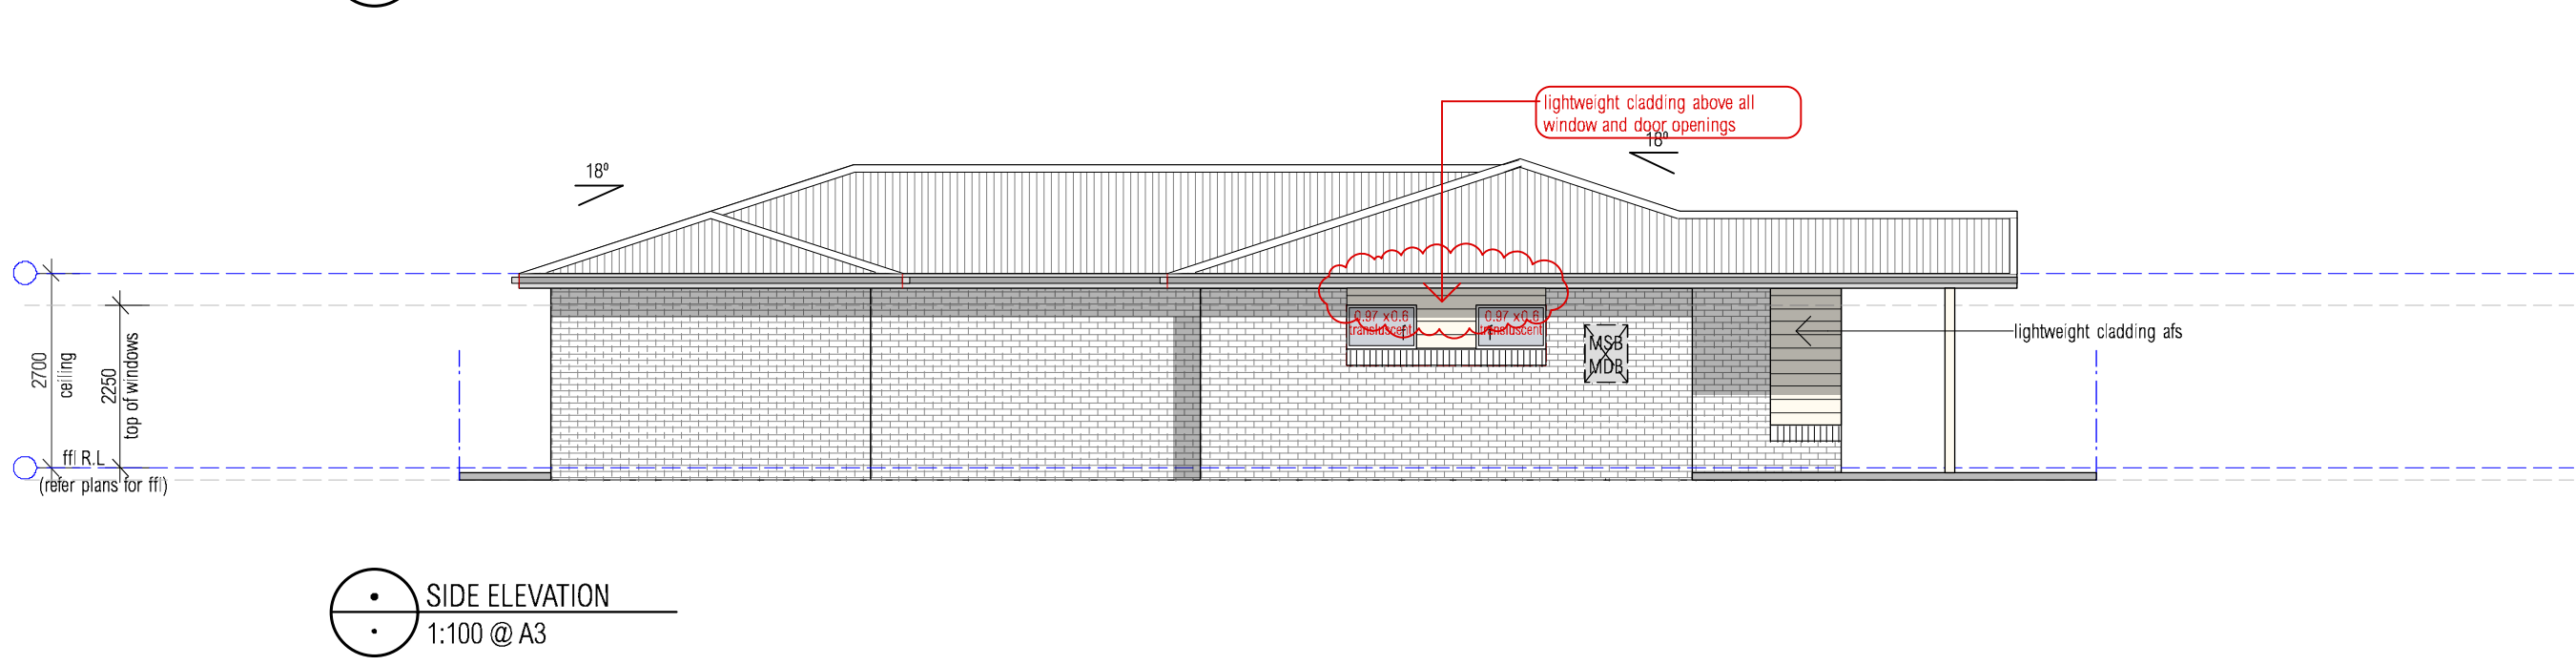 lightweight cladding above all
window and door openings
18º
18º
2700
ceiling
2250
top of windows
0.97 x0.6
transluscent
0.97 x0.6
transluscent
MSB
MDB
lightweight cladding afs
ffl R.L
(refer plans for ffl)
SIDE ELEVATION
1:100 @ A3